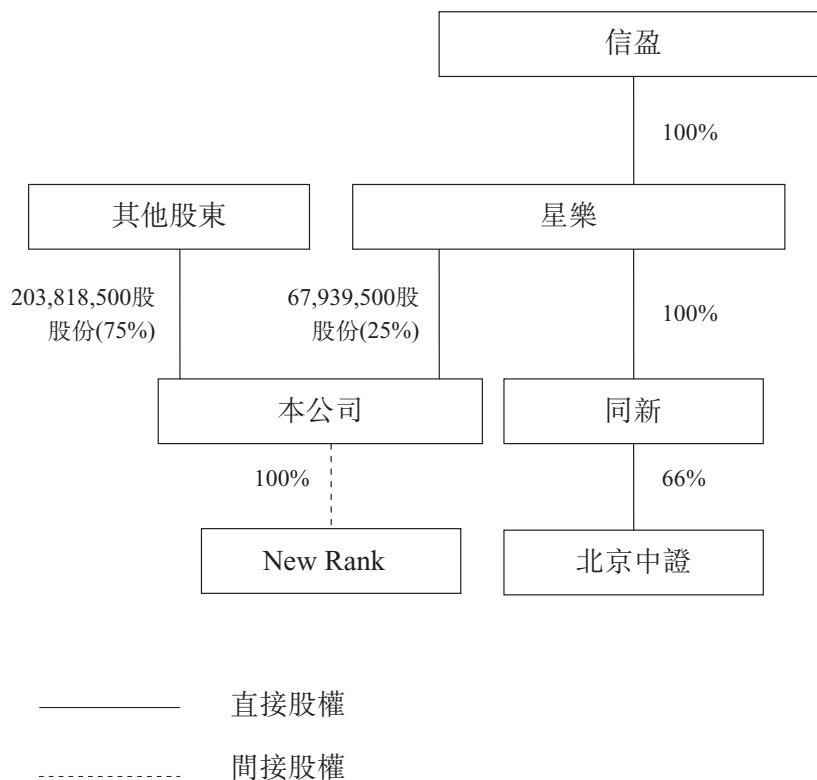 信盈
100%
其他股東
星樂
203,818,500股
股份(75%)
67,939,500股
股份(25%)
100%
本公司
同新
100%
66%
New Rank
北京中證
直接股權
間接股權